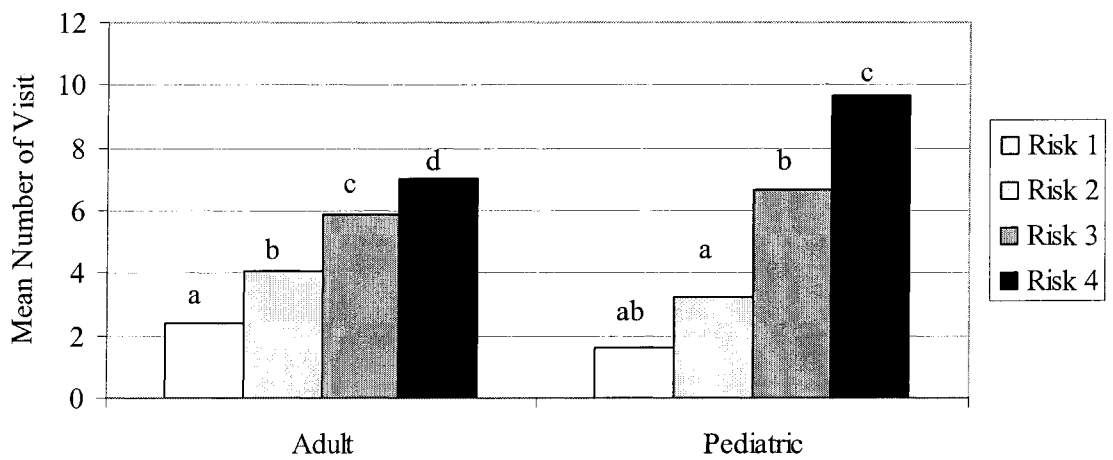 12
10
8
6
4
2
0
Mean Number of Visit
a
b
c
d
ab
a
b
c
Adult
Pediatric
Risk 1
Risk 2
Risk 3
Risk 4